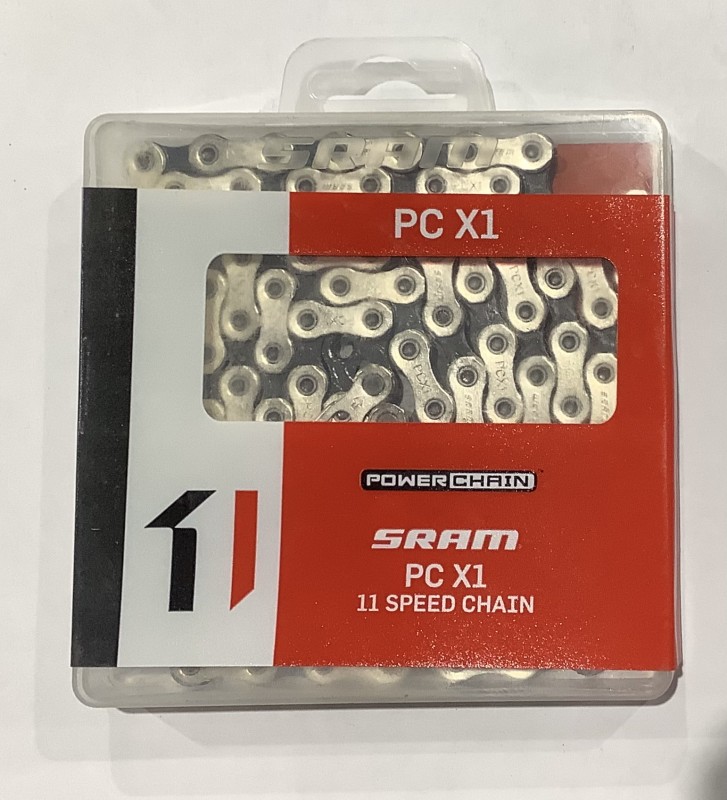 SRAM
PC X1
POWERCHAIN
SRAM
PC X1
11 SPEED CHAIN